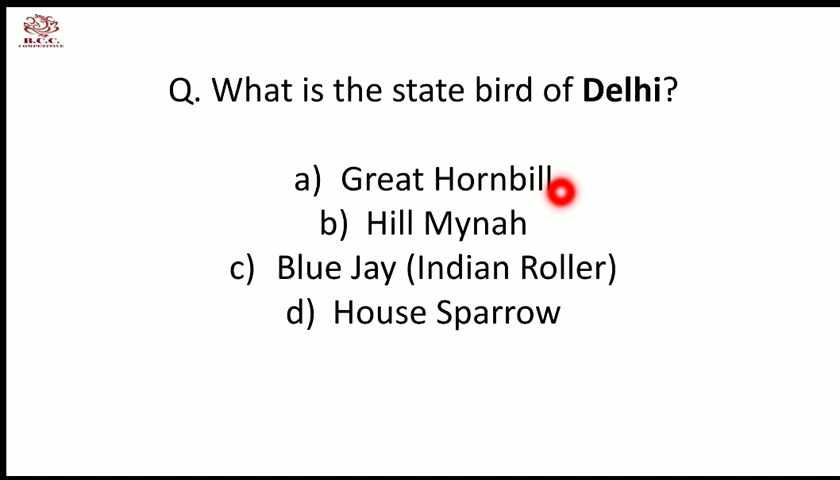 B.C.C.
COMPETITIVE
Q. What is the state bird of Delhi?
a) Great Hornbill
b) Hill Mynah
c) Blue Jay (Indian Roller)
d) House Sparrow